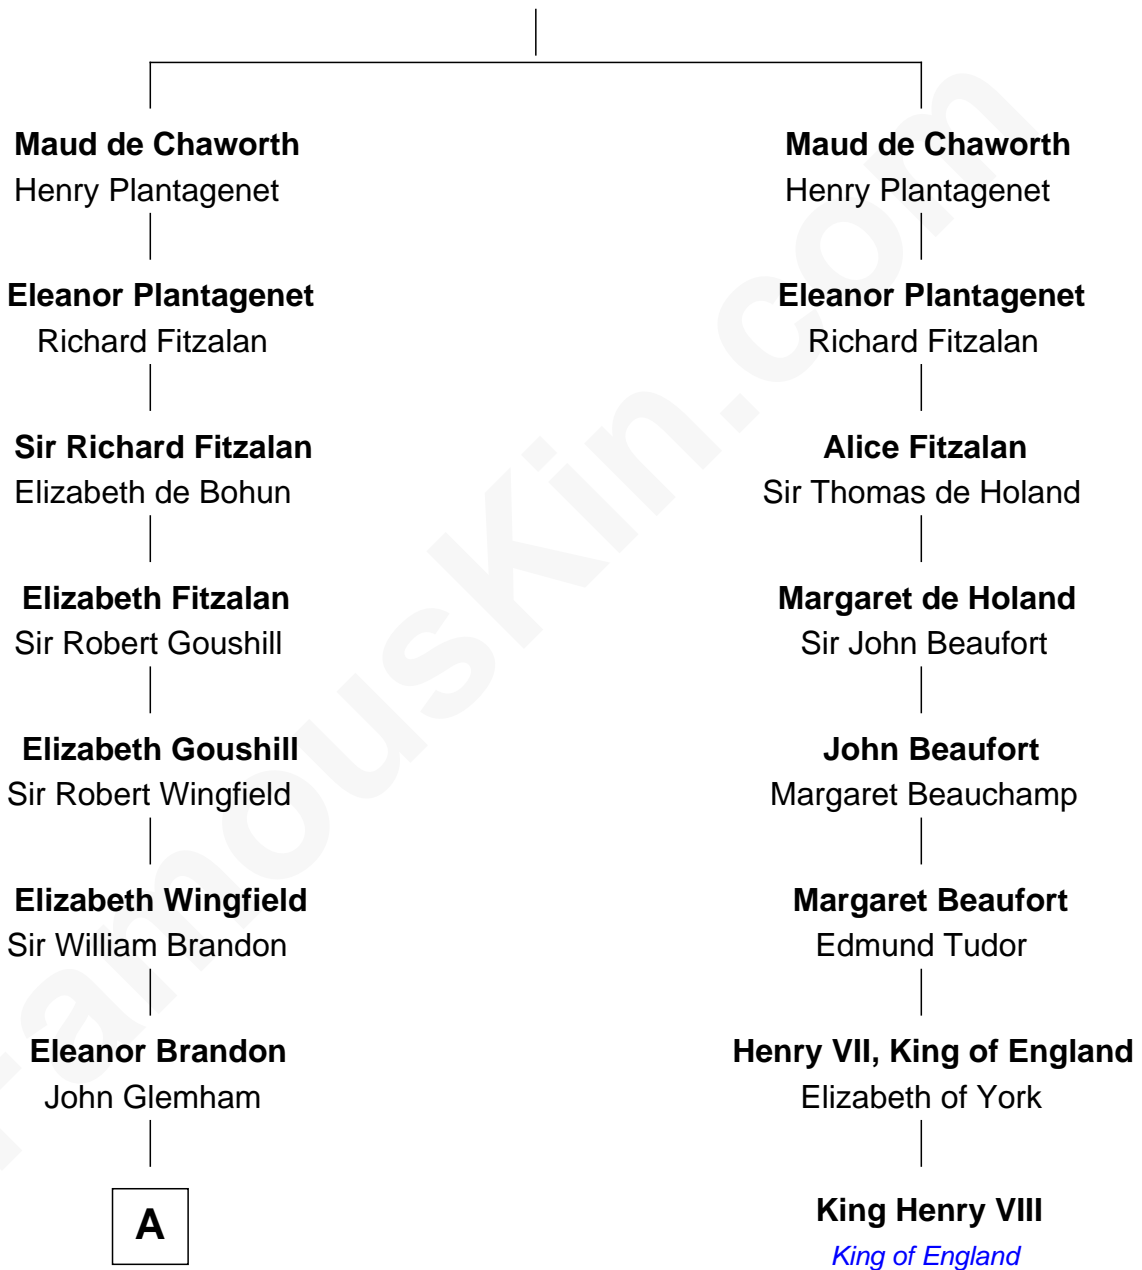 Maud de Chaworth
Henry Plantagenet
Eleanor Plantagenet
Richard Fitzalan
Sir Richard Fitzalan
Elizabeth de Bohun
Elizabeth Fitzalan
Sir Robert Goushill
Elizabeth Goushill
Sir Robert Wingfield
Elizabeth Wingfield
Sir William Brandon
Eleanor Brandon
John Glemham
A
Maud de Chaworth
Henry Plantagenet
Eleanor Plantagenet
Richard Fitzalan
Alice Fitzalan
Sir Thomas de Holand
Margaret de Holand
Sir John Beaufort
John Beaufort
Margaret Beauchamp
Margaret Beaufort
Edmund Tudor
Henry VII, King of England
Elizabeth of York
King Henry VIII
King of England
FamousKin.com